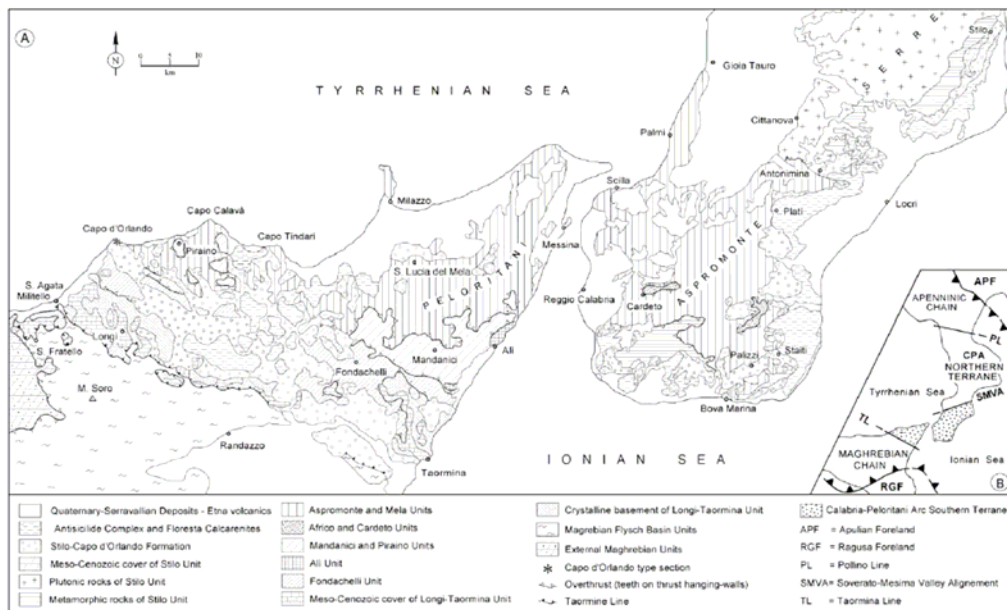 A
N
0 5 10
km
TYRRHENIAN SEA
SERRE
Stilo
Gioia Tauro
Cittanova
Palmi
Antonimina
Scilla
Milazzo
Locri
Platì
Capo Calavà
Capo d'Orlando
Capo Tindari
Piraino
Messina
S. Lucia del Mela
PELORITANI
ASPROMONTE
S. Agata
Militello
Reggio Calabria
Cardeto
Longi
S. Fratello
Mandanici
Alì
Fondachelli
Palizzi
Staiti
M. Soro
Bova Marina
Randazzo
Taormina
IONIAN SEA
APF
APENNINIC
CHAIN
PL
CPA
NORTHERN
TERRANE
Tyrrhenian Sea
SMVA
TL
MAGHREBIAN
CHAIN
Ionian Sea
RGF
B
Quaternary-Serravallian Deposits - Etna volcanics
Antisicilide Complex and Floresta Calcarenites
Stilo-Capo d'Orlando Formation
Meso-Cenozoic cover of Stilo Unit
Plutonic rocks of Stilo Unit
Metamorphic rocks of Stilo Unit
Aspromonte and Mela Units
Africo and Cardeto Units
Mandanici and Piraino Units
Alì Unit
Fondachelli Unit
Meso-Cenozoic cover of Longi-Taormina Unit
Crystalline basement of Longi-Taormina Unit
Magrebian Flysch Basin Units
External Maghrebian Units
Capo d'Orlando type section
Overthrust (teeth on thrust hanging-walls)
Taormine Line
Calabria-Peloritani Arc Southern Terrane
APF = Apulian Foreland
RGF = Ragusa Foreland
PL = Pollino Line
SMVA= Soverato-Mesima Valley Alignement
TL = Taormina Line